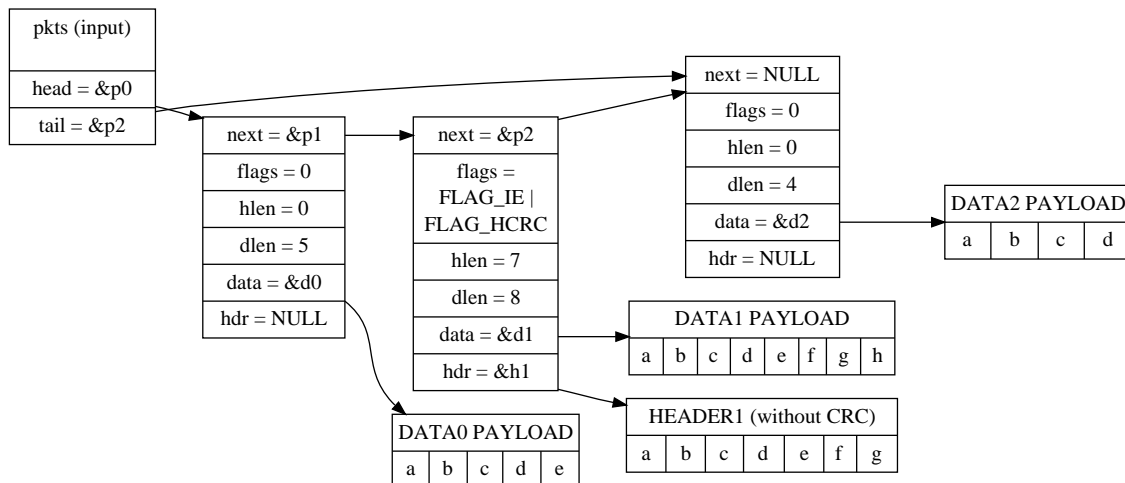 pkts (input)
head = &p0
tail = &p2
next = &p1
flags = 0
hlen = 0
dlen = 5
data = &d0
hdr = NULL
next = &p2
flags =
FLAG_IE |
FLAG_HCRC
hlen = 7
dlen = 8
data = &d1
hdr = &h1
next = NULL
flags = 0
hlen = 0
dlen = 4
data = &d2
hdr = NULL
DATA2 PAYLOAD
a b c d
DATA1 PAYLOAD
a b c d e f g h
HEADER1 (without CRC)
a b c d e f g
DATA0 PAYLOAD
a b c d e